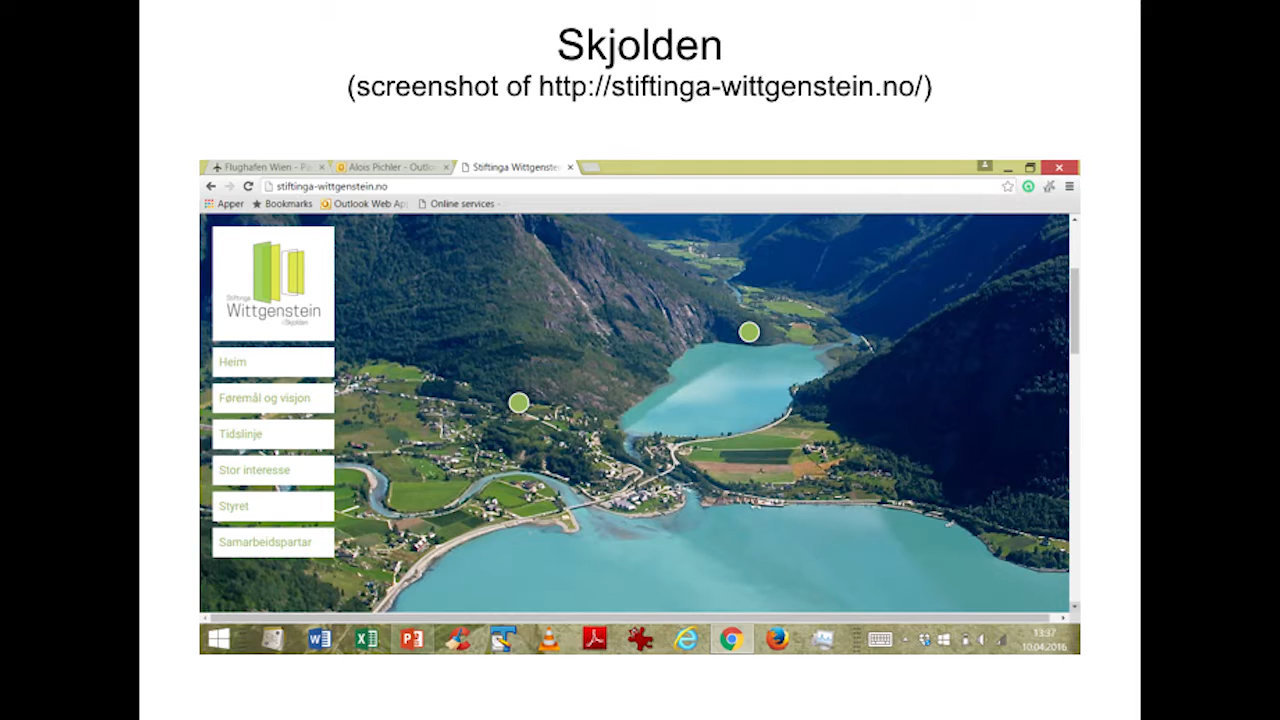 Skjolden
(screenshot of http://stiftinga-wittgenstein.no/)
Flughafen Wien - Pa
Alois Pichler - Outlo
Stiftinga Wittgenste
stiftinga-wittgenstein.no
Apper
Bookmarks
Outlook Web Ap
Online services -
Stiftinga
Wittgenstein
i Skjolden
Heim
Føremål og visjon
Tidslinje
Stor interesse
Styret
Samarbeidspartar
13:37
10.04.2016